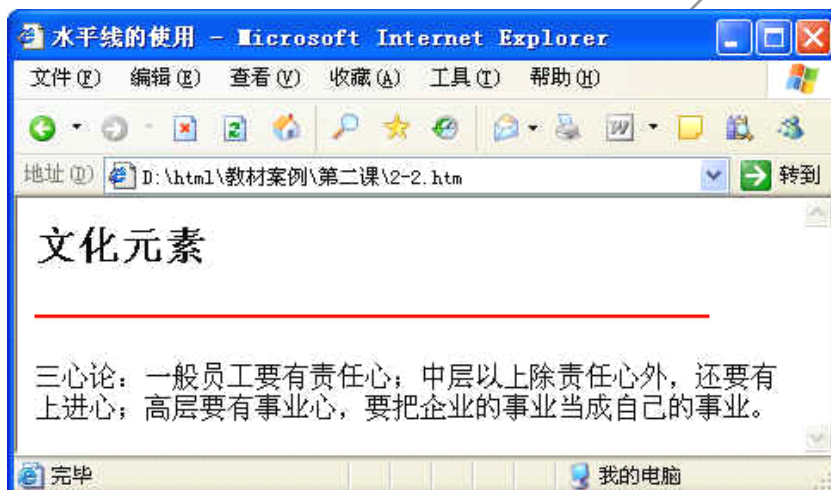 水平线的使用 - Microsoft Internet Explorer
文件(F) 编辑(E) 查看(V) 收藏(A) 工具(T) 帮助(H)
W
地址(D) D:\html\教材案例\第二课\2-2.htm 转到
文化元素
三心论：一般员工要有责任心；中层以上除责任心外，还要有
上进心；高层要有事业心，要把企业的事业当成自己的事业。
完毕 我的电脑